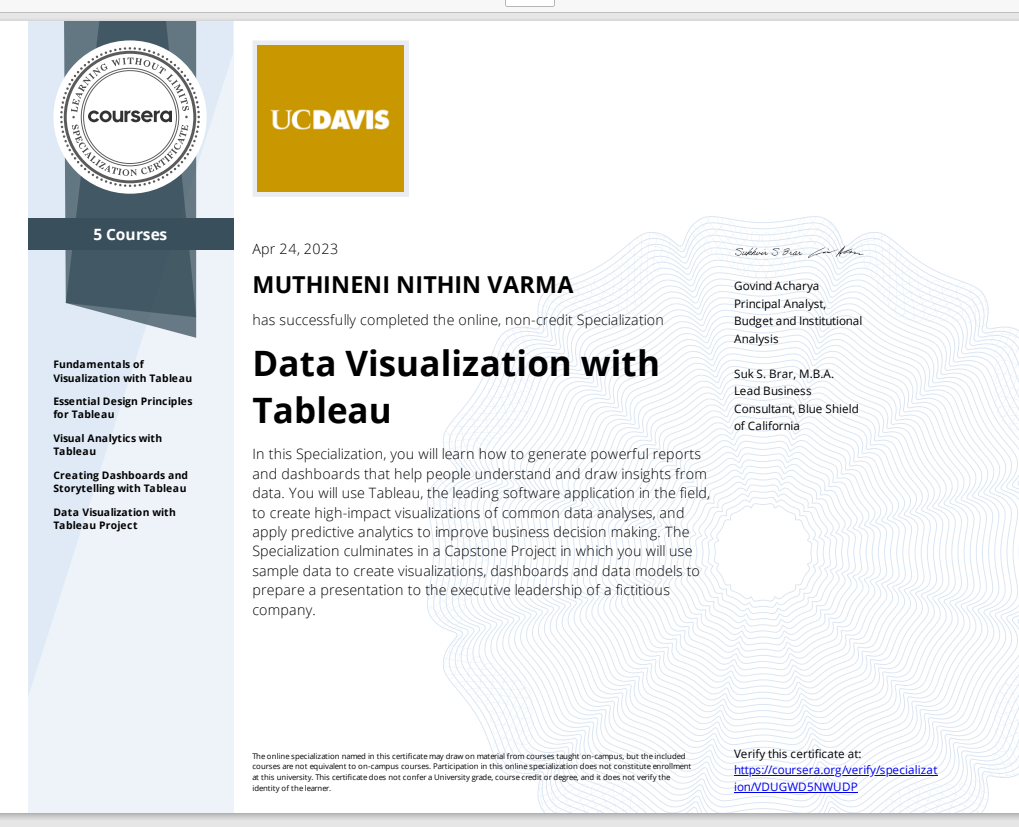 LEARNING WITHOUT LIMITS
coursera
SPECIALIZATION CERTIFICATE
UCDAVIS
5 Courses
Fundamentals of
Visualization with Tableau
Essential Design Principles
for Tableau
Visual Analytics with
Tableau
Creating Dashboards and
Storytelling with Tableau
Data Visualization with
Tableau Project
Apr 24, 2023
MUTHINENI NITHIN VARMA
has successfully completed the online, non-credit Specialization
Data Visualization with
Tableau
In this Specialization, you will learn how to generate powerful reports
and dashboards that help people understand and draw insights from
data. You will use Tableau, the leading software application in the field,
to create high-impact visualizations of common data analyses, and
apply predictive analytics to improve business decision making. The
Specialization culminates in a Capstone Project in which you will use
sample data to create visualizations, dashboards and data models to
prepare a presentation to the executive leadership of a fictitious
company.
Sukhvir S Brar
Govind Acharya
Principal Analyst,
Budget and Institutional
Analysis
Suk S. Brar, M.B.A.
Lead Business
Consultant, Blue Shield
of California
The online specialization named in this certificate may draw on material from courses taught on-campus, but the included
courses are not equivalent to on-campus courses. Participation in this online specialization does not constitute enrollment
at this university. This certificate does not confer a University grade, course credit or degree, and it does not verify the
identity of the learner.
Verify this certificate at:
https://coursera.org/verify/specializat
ion/VDUGWD5NWUDP